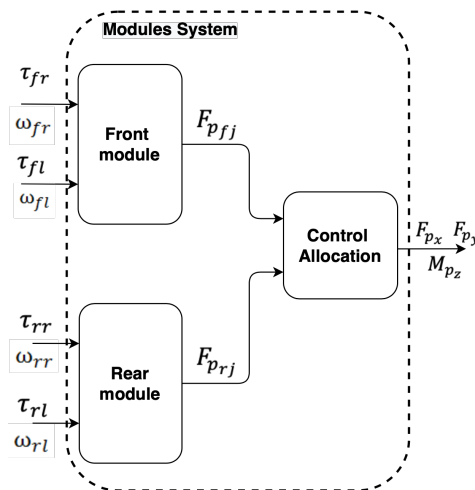 Modules System
τ_fr
ω_fr
τ_fl
ω_fl
Front
module
F_p_fj
Control
Allocation
F_p_x F_p_y
M_p_z
τ_rr
ω_rr
τ_rl
ω_rl
Rear
module
F_p_rj